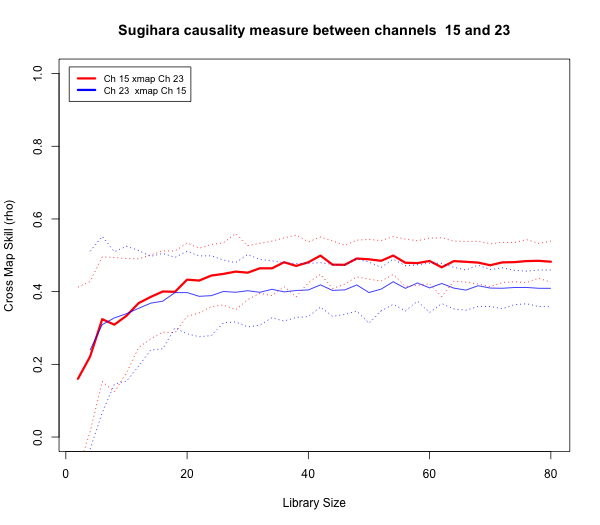 Sugihara causality measure between channels  15 and 23
Ch 15 xmap Ch 23
Ch 23  xmap Ch 15
Cross Map Skill (rho)
1.0
0.8
0.6
0.4
0.2
0.0
0 20 40 60 80
Library Size